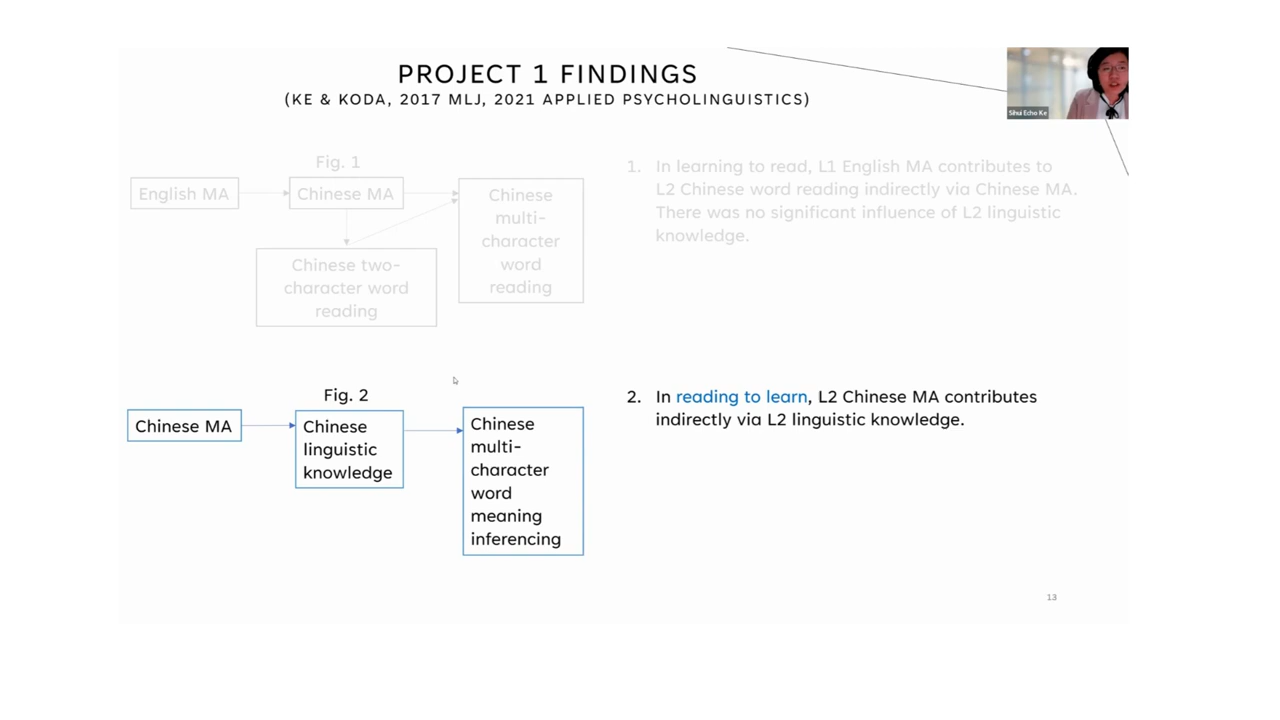 PROJECT 1 FINDINGS
(KE & KODA, 2017 MLJ, 2021 APPLIED PSYCHOLINGUISTICS)
Sihui Echo Ke
Fig. 1
English MA
Chinese MA
Chinese
multi-
character
word
reading
Chinese two-
character word
reading
1. In learning to read, L1 English MA contributes to
L2 Chinese word reading indirectly via Chinese MA.
There was no significant influence of L2 linguistic
knowledge.
Fig. 2
Chinese MA
Chinese
linguistic
knowledge
Chinese
multi-
character
word
meaning
inferencing
2. In reading to learn, L2 Chinese MA contributes
indirectly via L2 linguistic knowledge.
13